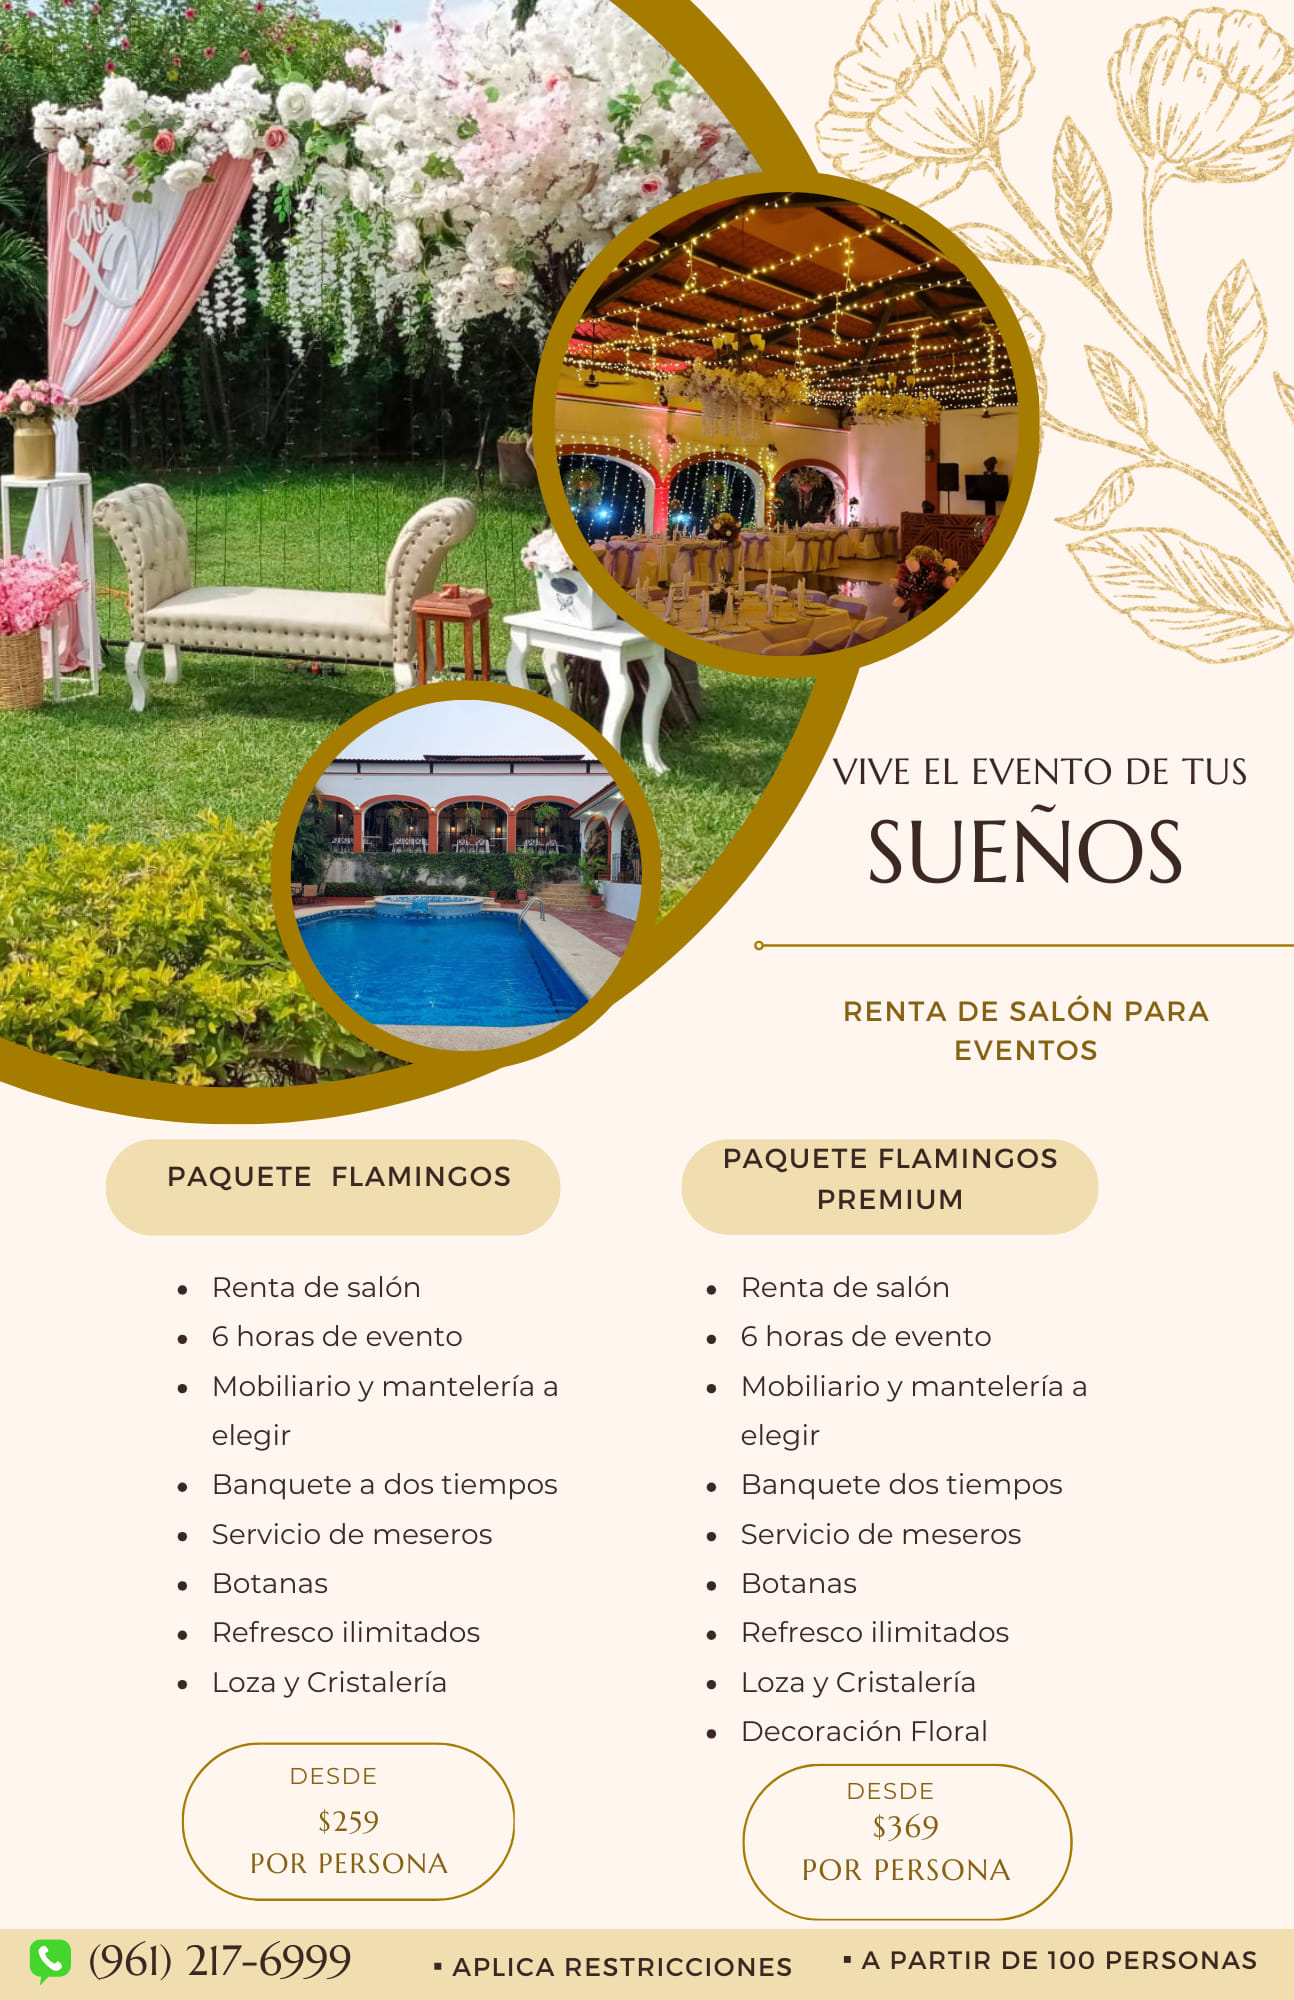 Mis
XV
VIVE EL EVENTO DE TUS
SUEÑOS
RENTA DE SALÓN PARA
EVENTOS
PAQUETE FLAMINGOS
• Renta de salón
• 6 horas de evento
• Mobiliario y mantelería a
elegir
• Banquete a dos tiempos
• Servicio de meseros
• Botanas
• Refresco ilimitados
• Loza y Cristalería
DESDE
$259
POR PERSONA
PAQUETE FLAMINGOS
PREMIUM
• Renta de salón
• 6 horas de evento
• Mobiliario y mantelería a
elegir
• Banquete dos tiempos
• Servicio de meseros
• Botanas
• Refresco ilimitados
• Loza y Cristalería
• Decoración Floral
DESDE
$369
POR PERSONA
(961) 217-6999
▪ APLICA RESTRICCIONES
▪ A PARTIR DE 100 PERSONAS